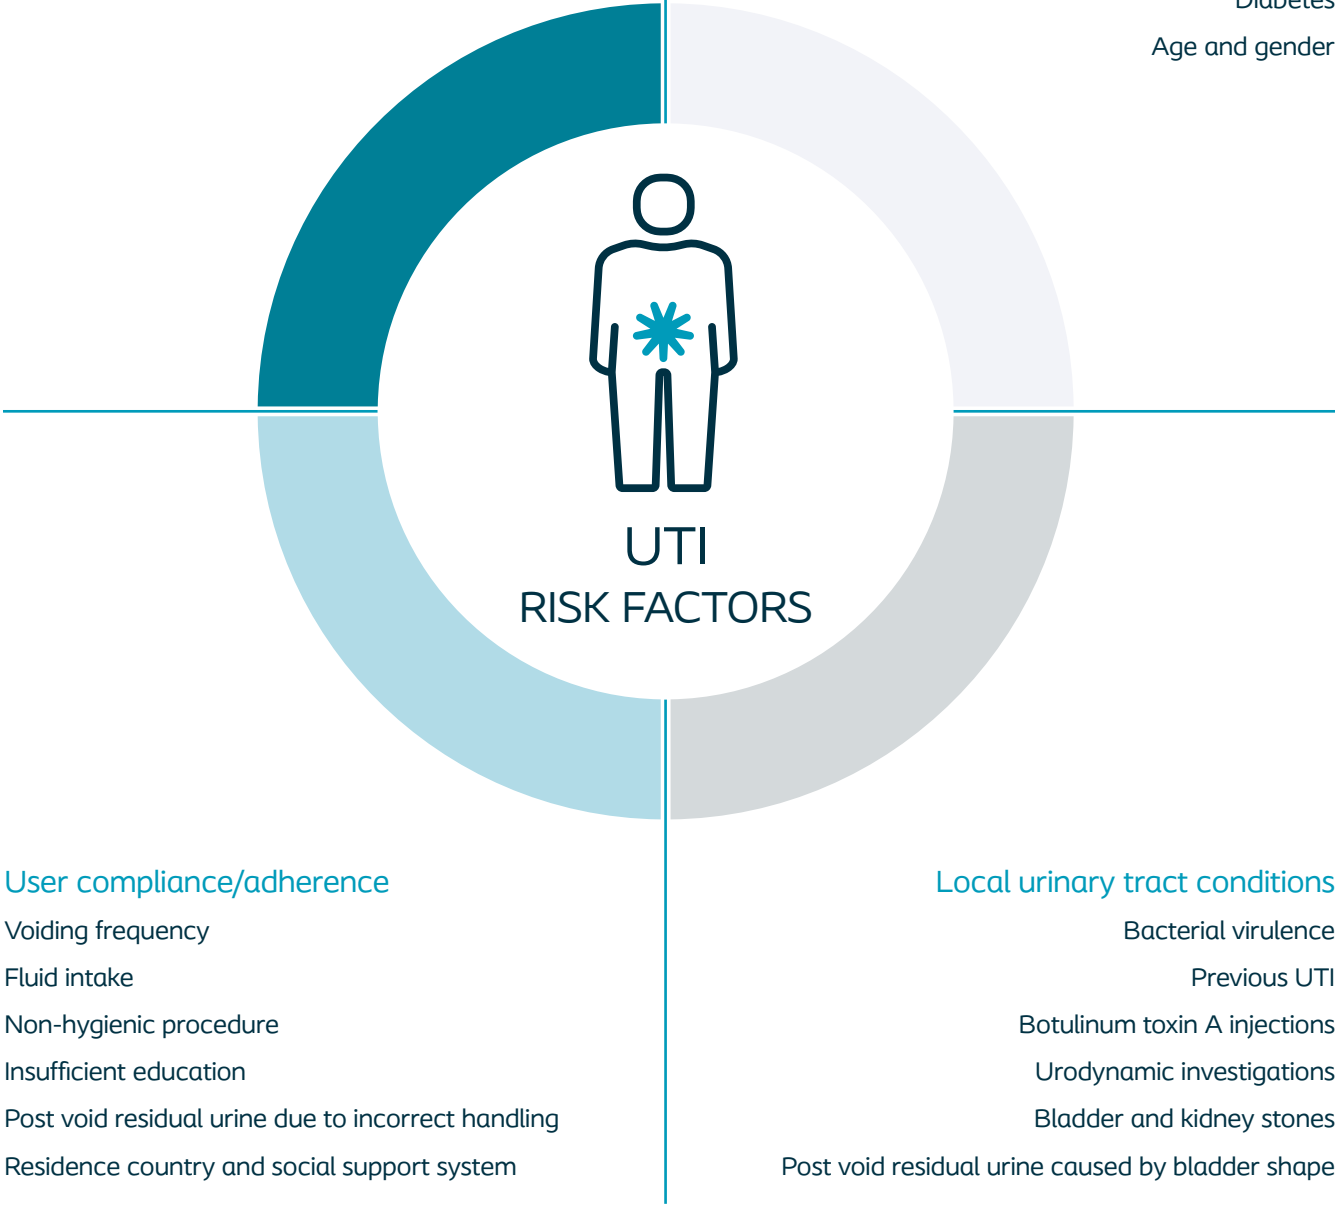 Diabetes
Age and gender
UTI
RISK FACTORS
User compliance/adherence
Voiding frequency
Fluid intake
Non-hygienic procedure
Insufficient education
Post void residual urine due to incorrect handling
Residence country and social support system
Local urinary tract conditions
Bacterial virulence
Previous UTI
Botulinum toxin A injections
Urodynamic investigations
Bladder and kidney stones
Post void residual urine caused by bladder shape